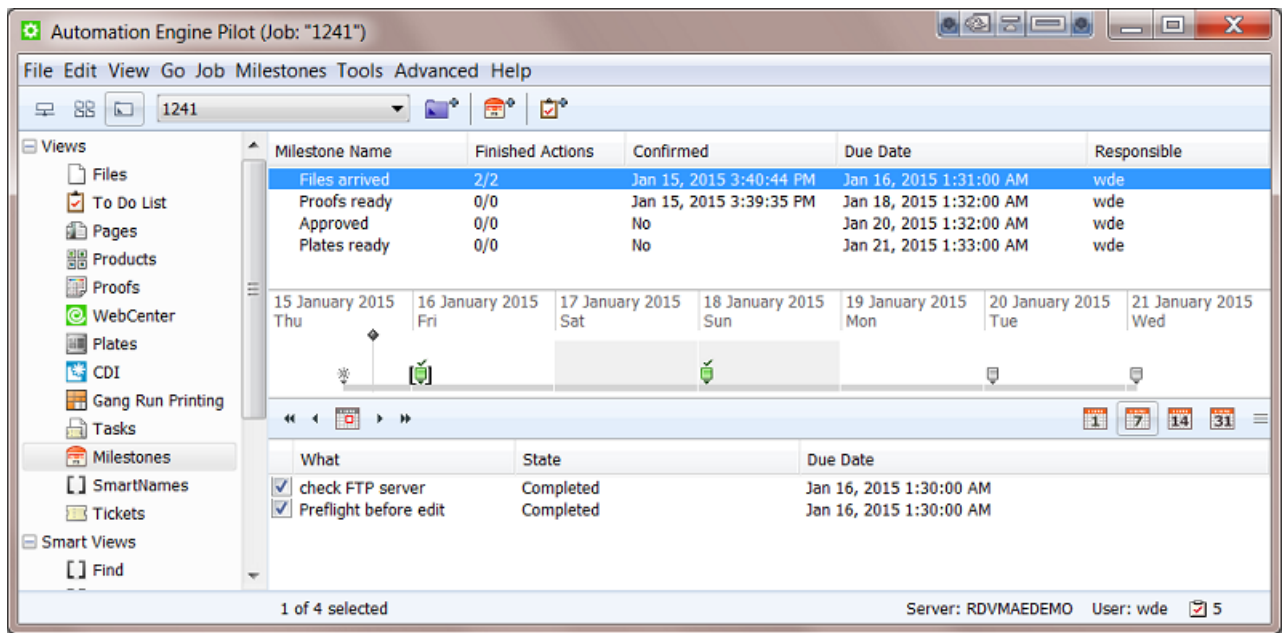 Automation Engine Pilot (Job: "1241")
File Edit View Go Job Milestones Tools Advanced Help
1241
Views
Files
To Do List
Pages
Products
Proofs
WebCenter
Plates
CDI
Gang Run Printing
Tasks
Milestones
SmartNames
Tickets
Smart Views
Find
Milestone Name Finished Actions Confirmed Due Date Responsible
Files arrived 2/2 Jan 15, 2015 3:40:44 PM Jan 16, 2015 1:31:00 AM wde
Proofs ready 0/0 Jan 15, 2015 3:39:35 PM Jan 18, 2015 1:32:00 AM wde
Approved 0/0 No Jan 20, 2015 1:32:00 AM wde
Plates ready 0/0 No Jan 21, 2015 1:33:00 AM wde
15 January 2015 16 January 2015 17 January 2015 18 January 2015 19 January 2015 20 January 2015 21 January 2015
Thu Fri Sat Sun Mon Tue Wed
1 7 14 31
What State Due Date
check FTP server Completed Jan 16, 2015 1:30:00 AM
Preflight before edit Completed Jan 16, 2015 1:30:00 AM
1 of 4 selected Server: RDVMAEDEMO User: wde 5